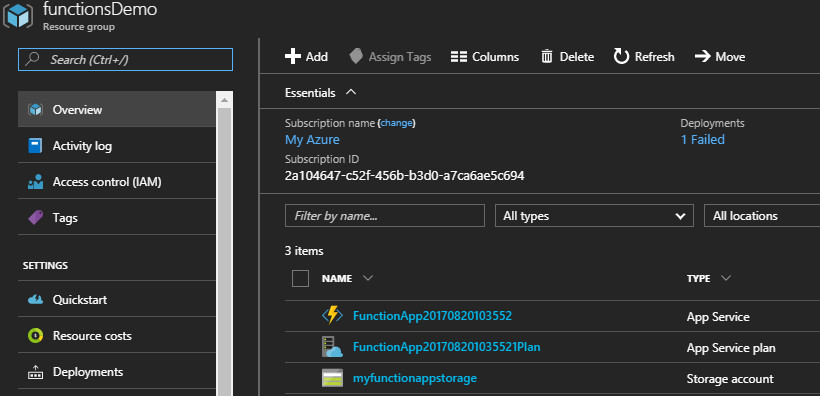 functionsDemo
Resource group
Search (Ctrl+/)
Overview
Activity log
Access control (IAM)
Tags
SETTINGS
Quickstart
Resource costs
Deployments
Add Assign Tags Columns Delete Refresh Move
Essentials
Subscription name (change) Deployments
My Azure 1 Failed
Subscription ID
2a104647-c52f-456b-b3d0-a7ca6ae5c694
Filter by name... All types All locations
3 items
NAME TYPE
FunctionApp20170820103552 App Service
FunctionApp201708201035521Plan App Service plan
myfunctionappstorage Storage account